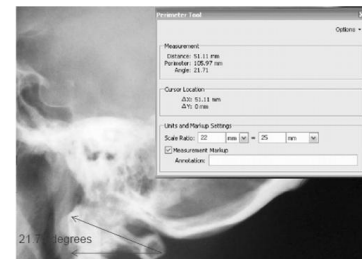 Perimeter Tool
Options
Measurement
Distance: 51.11 mm
Perimeter: 105.97 mm
Angle: 21.71
Cursor Location
ΔX: 51.11 mm
ΔY: 0 mm
Units and Markup Settings
Scale Ratio: 22 mm = 25 mm
Measurement Markup
Annotation:
21.7 degrees